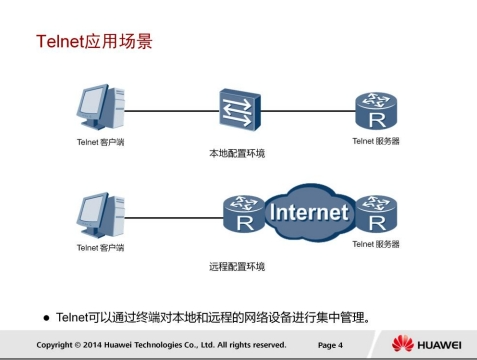 Telnet应用场景
R
Telnet 客户端
Telnet 服务器
本地配置环境
R
Internet
R
Telnet 客户端
Telnet 服务器
远程配置环境
● Telnet可以通过终端对本地和远程的网络设备进行集中管理。
Copyright © 2014 Huawei Technologies Co., Ltd. All rights reserved. Page 4 HUAWEI